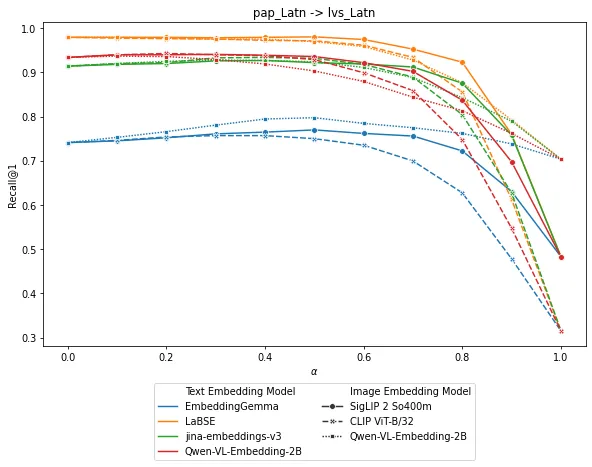 pap_Latn -> lvs_Latn
Recall@1
1.0
0.9
0.8
0.7
0.6
0.5
0.4
0.3
0.0 0.2 0.4 0.6 0.8 1.0
α
Text Embedding Model Image Embedding Model
EmbeddingGemma SigLIP 2 So400m
LaBSE CLIP ViT-B/32
jina-embeddings-v3 Qwen-VL-Embedding-2B
Qwen-VL-Embedding-2B